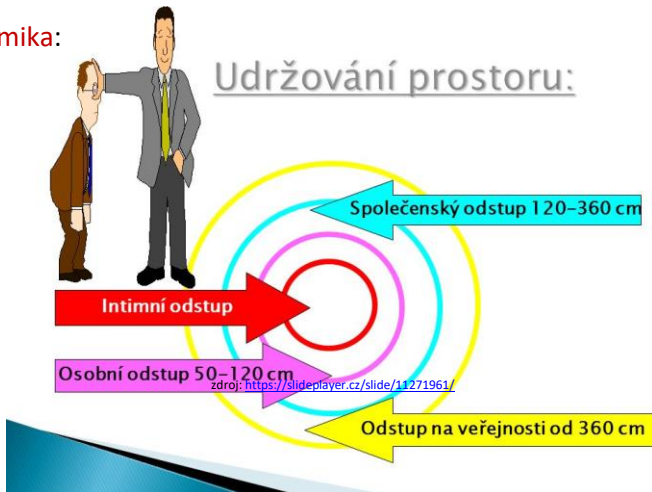 mika:
Udržování prostoru:
Společenský odstup 120–360 cm
Intimní odstup
Osobní odstup 50–120 cm
zdroj: https://slideplayer.cz/slide/11271961/
Odstup na veřejnosti od 360 cm